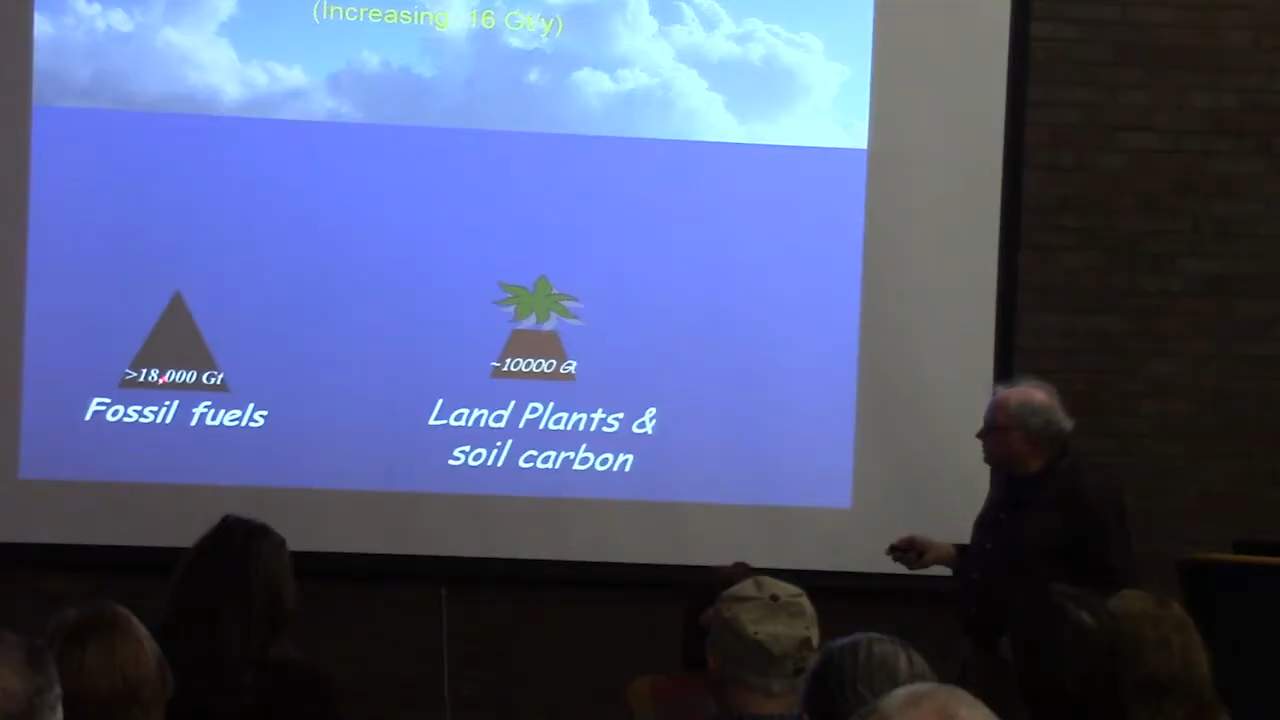 (Increasing 16 Gt/y)
>18,000 Gt
~10000 Gt
Fossil fuels
Land Plants &
soil carbon